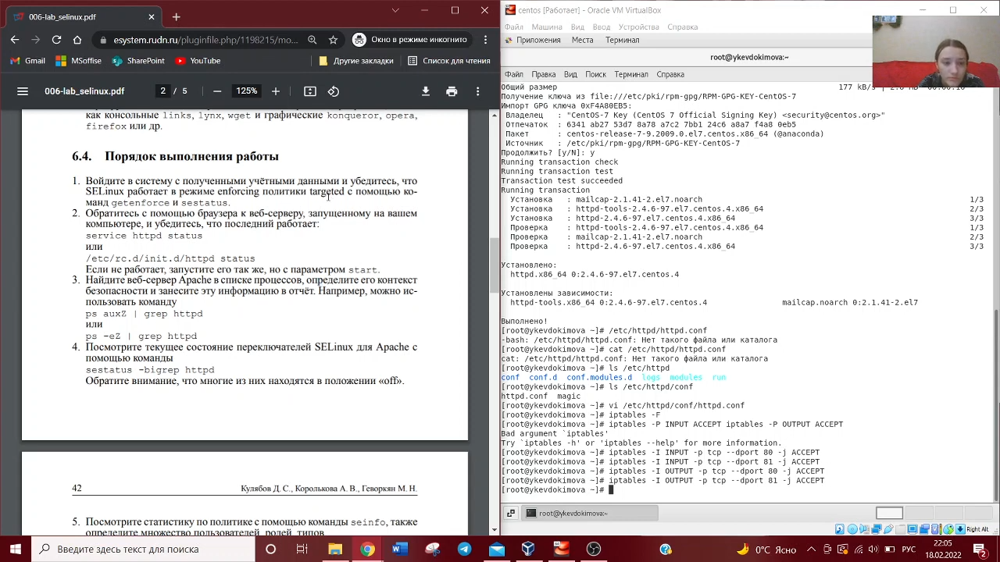 006-lab_selinux.pdf
esystem.rudn.ru/pluginfile.php/1198215/mo...
Окно в режиме инкогнито
Gmail
MSoffise
SharePoint
YouTube
Другие закладки
Список для чтения
006-lab_selinux.pdf
2 / 5
125%
как консольные links, lynx, wget и графические konqueror, opera,
firefox или др.
6.4. Порядок выполнения работы
1. Войдите в систему с полученными учётными данными и убедитесь, что
SELinux работает в режиме enforcing политики targeted с помощью ко-
манд getenforce и sestatus.
2. Обратитесь с помощью браузера к веб-серверу, запущенному на вашем
компьютере, и убедитесь, что последний работает:
service httpd status
или
/etc/rc.d/init.d/httpd status
Если не работает, запустите его так же, но с параметром start.
3. Найдите веб-сервер Apache в списке процессов, определите его контекст
безопасности и занесите эту информацию в отчёт. Например, можно ис-
пользовать команду
ps auxZ | grep httpd
или
ps -eZ | grep httpd
4. Посмотрите текущее состояние переключателей SELinux для Apache с
помощью команды
sestatus -bigrep httpd
Обратите внимание, что многие из них находятся в положении «off».
42
Кулябов Д. С., Королькова А. В., Геворкян М. Н.
5. Посмотрите статистику по политике с помощью команды seinfo, также
определите множество пользователей, ролей, типов.
centos [Работает] - Oracle VM VirtualBox
Файл Машина Вид Ввод Устройства Справка
Приложения Места Терминал
root@ykevdokimova:~
Файл Правка Вид Поиск Терминал Справка
Общий размер 177 kB/s
Получение ключа из file:///etc/pki/rpm-gpg/RPM-GPG-KEY-CentOS-7
Импорт GPG ключа 0xF4A80EB5:
Владелец : "CentOS-7 Key (CentOS 7 Official Signing Key) <security@centos.org>"
Отпечаток : 6341 ab27 53d7 8a78 a7c2 7bb1 24c6 a8a7 f4a8 0eb5
Пакет : centos-release-7-9.2009.0.el7.centos.x86_64 (@anaconda)
Источник : /etc/pki/rpm-gpg/RPM-GPG-KEY-CentOS-7
Продолжить? [y/N]: y
Running transaction check
Running transaction test
Transaction test succeeded
Running transaction
Установка : mailcap-2.1.41-2.el7.noarch 1/3
Установка : httpd-tools-2.4.6-97.el7.centos.4.x86_64 2/3
Установка : httpd-2.4.6-97.el7.centos.4.x86_64 3/3
Проверка : httpd-tools-2.4.6-97.el7.centos.4.x86_64 1/3
Проверка : mailcap-2.1.41-2.el7.noarch 2/3
Проверка : httpd-2.4.6-97.el7.centos.4.x86_64 3/3
Установлено:
httpd.x86_64 0:2.4.6-97.el7.centos.4
Установлены зависимости:
httpd-tools.x86_64 0:2.4.6-97.el7.centos.4 mailcap.noarch 0:2.1.41-2.el7
Выполнено!
[root@ykevdokimova ~]# /etc/httpd/httpd.conf
-bash: /etc/httpd/httpd.conf: Нет такого файла или каталога
[root@ykevdokimova ~]# cat /etc/httpd/httpd.conf
cat: /etc/httpd/httpd.conf: Нет такого файла или каталога
[root@ykevdokimova ~]# ls /etc/httpd
conf conf.d conf.modules.d logs modules run
[root@ykevdokimova ~]# ls /etc/httpd/conf
httpd.conf magic
[root@ykevdokimova ~]# vi /etc/httpd/conf/httpd.conf
[root@ykevdokimova ~]# iptables -F
[root@ykevdokimova ~]# iptables -P INPUT ACCEPT iptables -P OUTPUT ACCEPT
Bad argument `iptables'
Try `iptables -h' or 'iptables --help' for more information.
[root@ykevdokimova ~]# iptables -I INPUT -p tcp --dport 80 -j ACCEPT
[root@ykevdokimova ~]# iptables -I INPUT -p tcp --dport 81 -j ACCEPT
[root@ykevdokimova ~]# iptables -I OUTPUT -p tcp --dport 80 -j ACCEPT
[root@ykevdokimova ~]# iptables -I OUTPUT -p tcp --dport 81 -j ACCEPT
[root@ykevdokimova ~]#
root@ykevdokimova:~
Right Alt
Введите здесь текст для поиска
0°C Ясно
РУС
22:05
18.02.2022
2